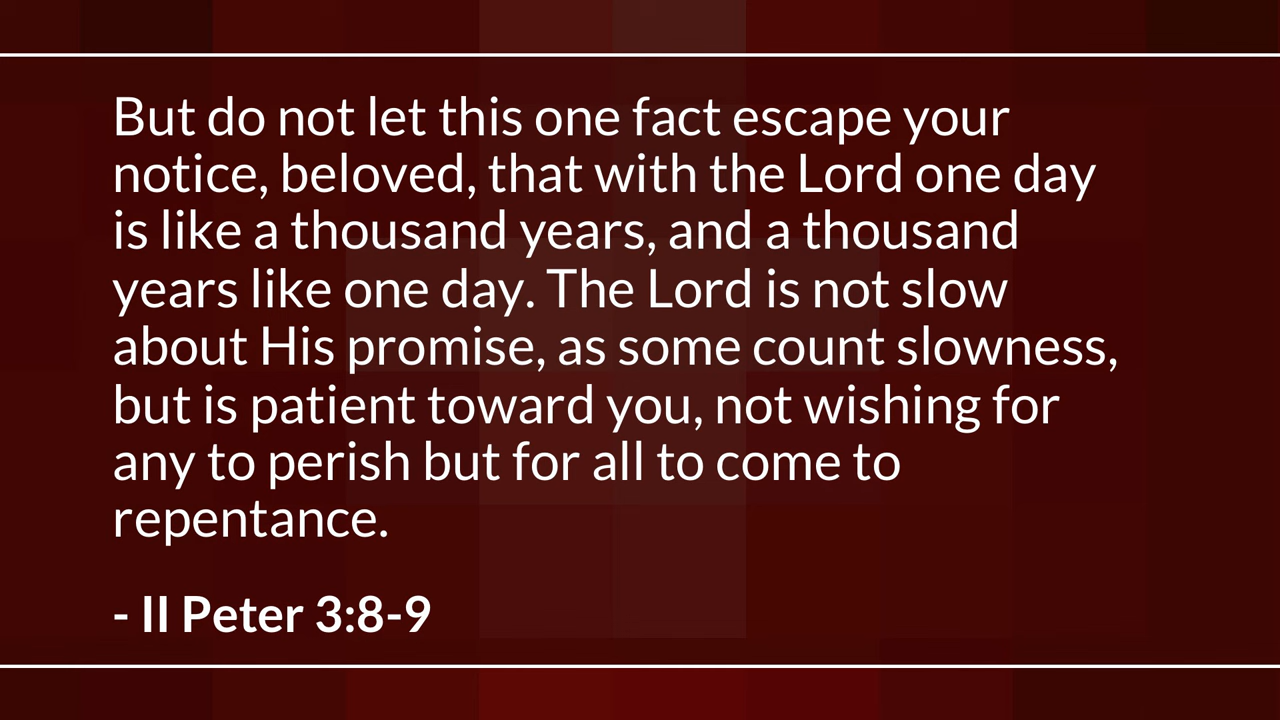 But do not let this one fact escape your
notice, beloved, that with the Lord one day
is like a thousand years, and a thousand
years like one day. The Lord is not slow
about His promise, as some count slowness,
but is patient toward you, not wishing for
any to perish but for all to come to
repentance.
- II Peter 3:8-9